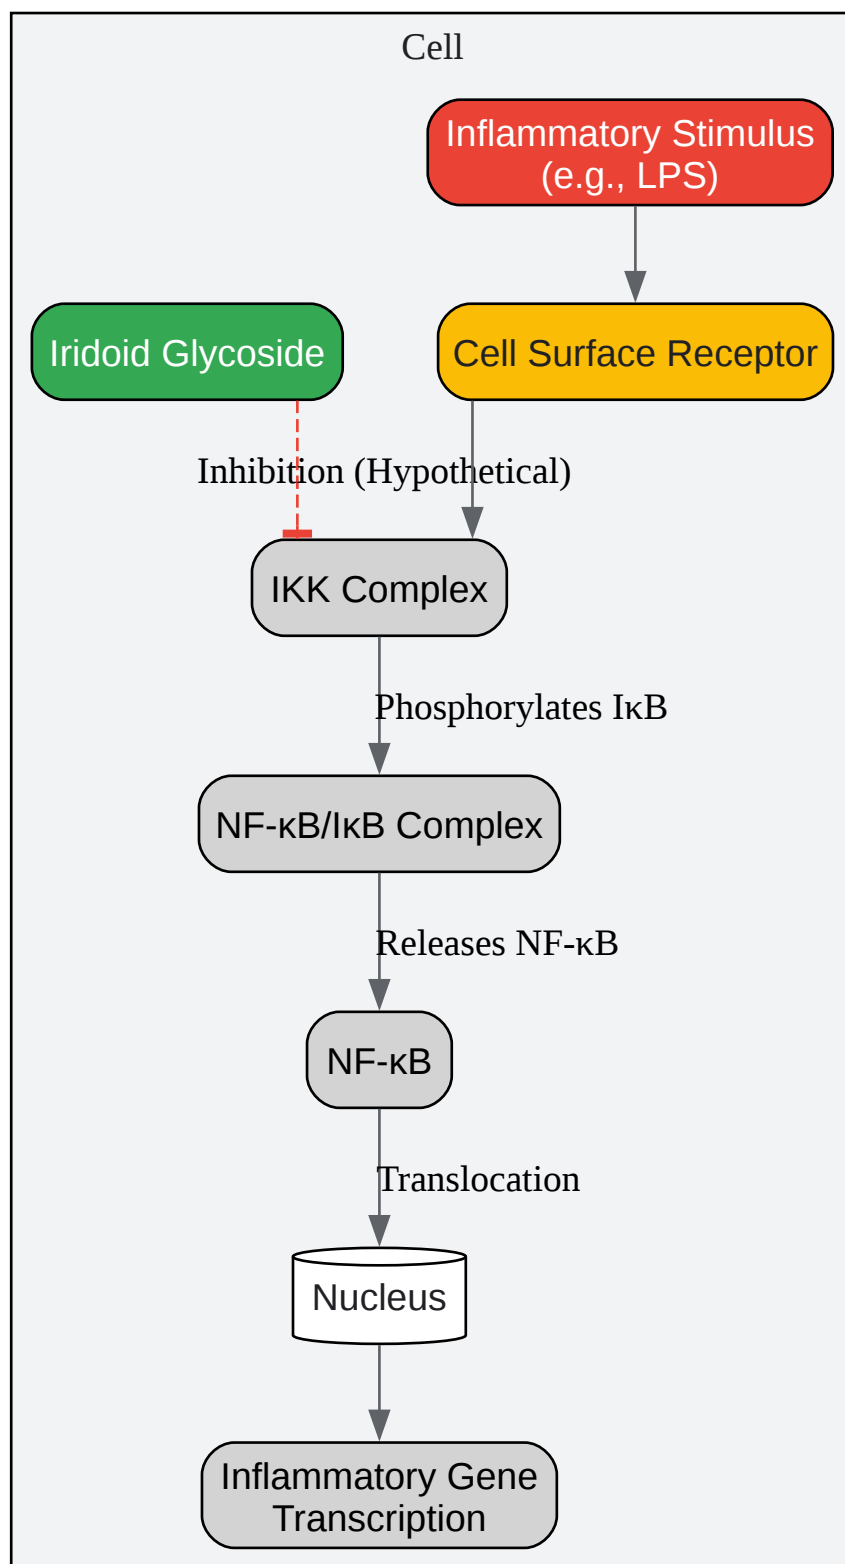 Cell
Inflammatory Stimulus
(e.g., LPS)
Iridoid Glycoside
Cell Surface Receptor
Inhibition (Hypothetical)
IKK Complex
Phosphorylates IκB
NF-κB/IκB Complex
Releases NF-κB
NF-κB
Translocation
Nucleus
Inflammatory Gene
Transcription